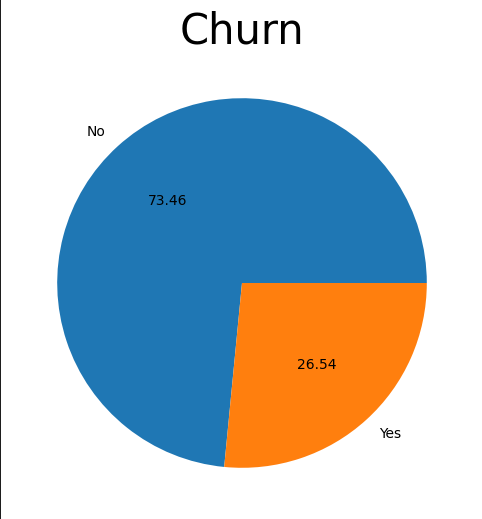 Churn
No
73.46
26.54
Yes